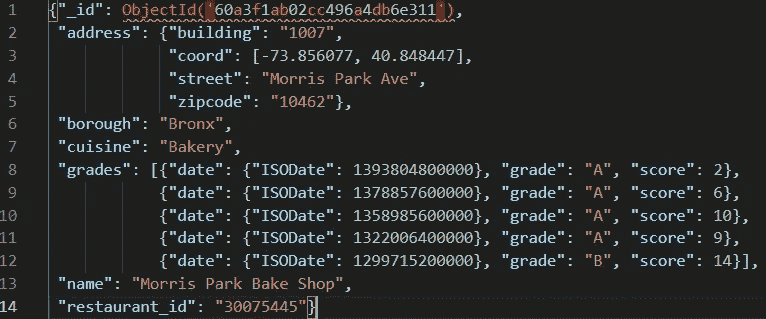 1 {"_id": ObjectId('60a3f1ab02cc496a4db6e311'),
2 "address": {"building": "1007",
3 "coord": [-73.856077, 40.848447],
4 "street": "Morris Park Ave",
5 "zipcode": "10462"},
6 "borough": "Bronx",
7 "cuisine": "Bakery",
8 "grades": [{"date": {"ISODate": 1393804800000}, "grade": "A", "score": 2},
9 {"date": {"ISODate": 1378857600000}, "grade": "A", "score": 6},
10 {"date": {"ISODate": 1358985600000}, "grade": "A", "score": 10},
11 {"date": {"ISODate": 1322006400000}, "grade": "A", "score": 9},
12 {"date": {"ISODate": 1299715200000}, "grade": "B", "score": 14}],
13 "name": "Morris Park Bake Shop",
14 "restaurant_id": "30075445"}